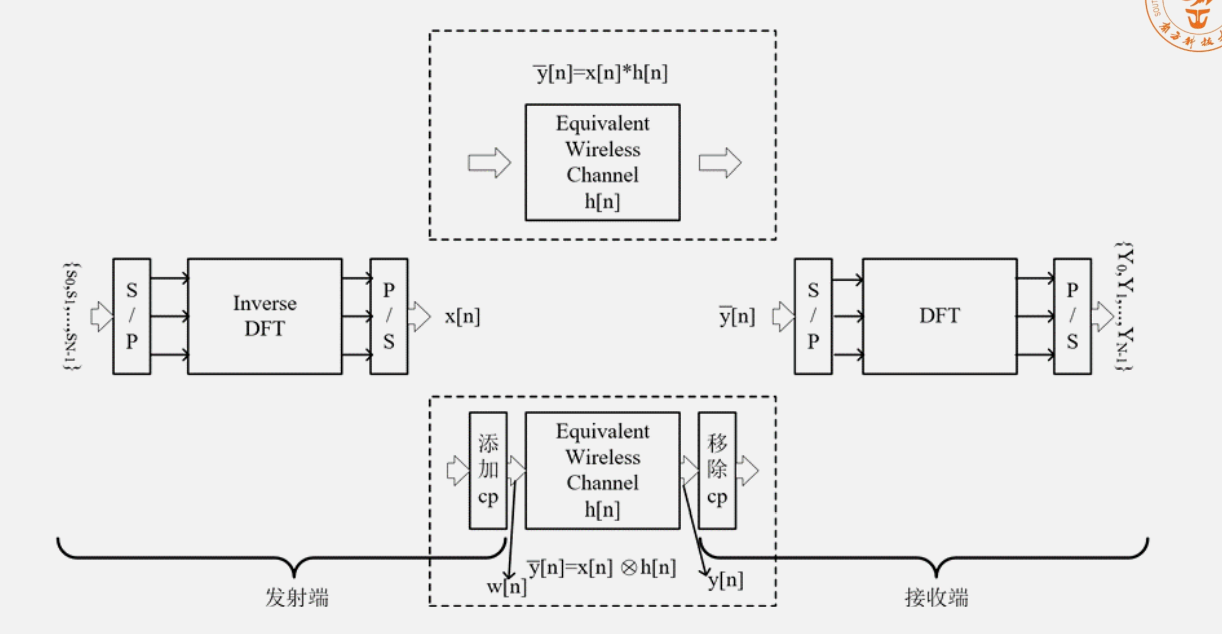 ȳ[n]=x[n]*h[n]
Equivalent
Wireless
Channel
h[n]
{s0,s1,...,sN-1}
S
/
P
Inverse
DFT
P
/
S
x[n]
ȳ[n]
S
/
P
DFT
P
/
S
{Y0,Y1,...,YN-1}
添
加
cp
Equivalent
Wireless
Channel
h[n]
移
除
cp
w[n]
ȳ[n]=x[n]⊗h[n]
y[n]
发射端
接收端